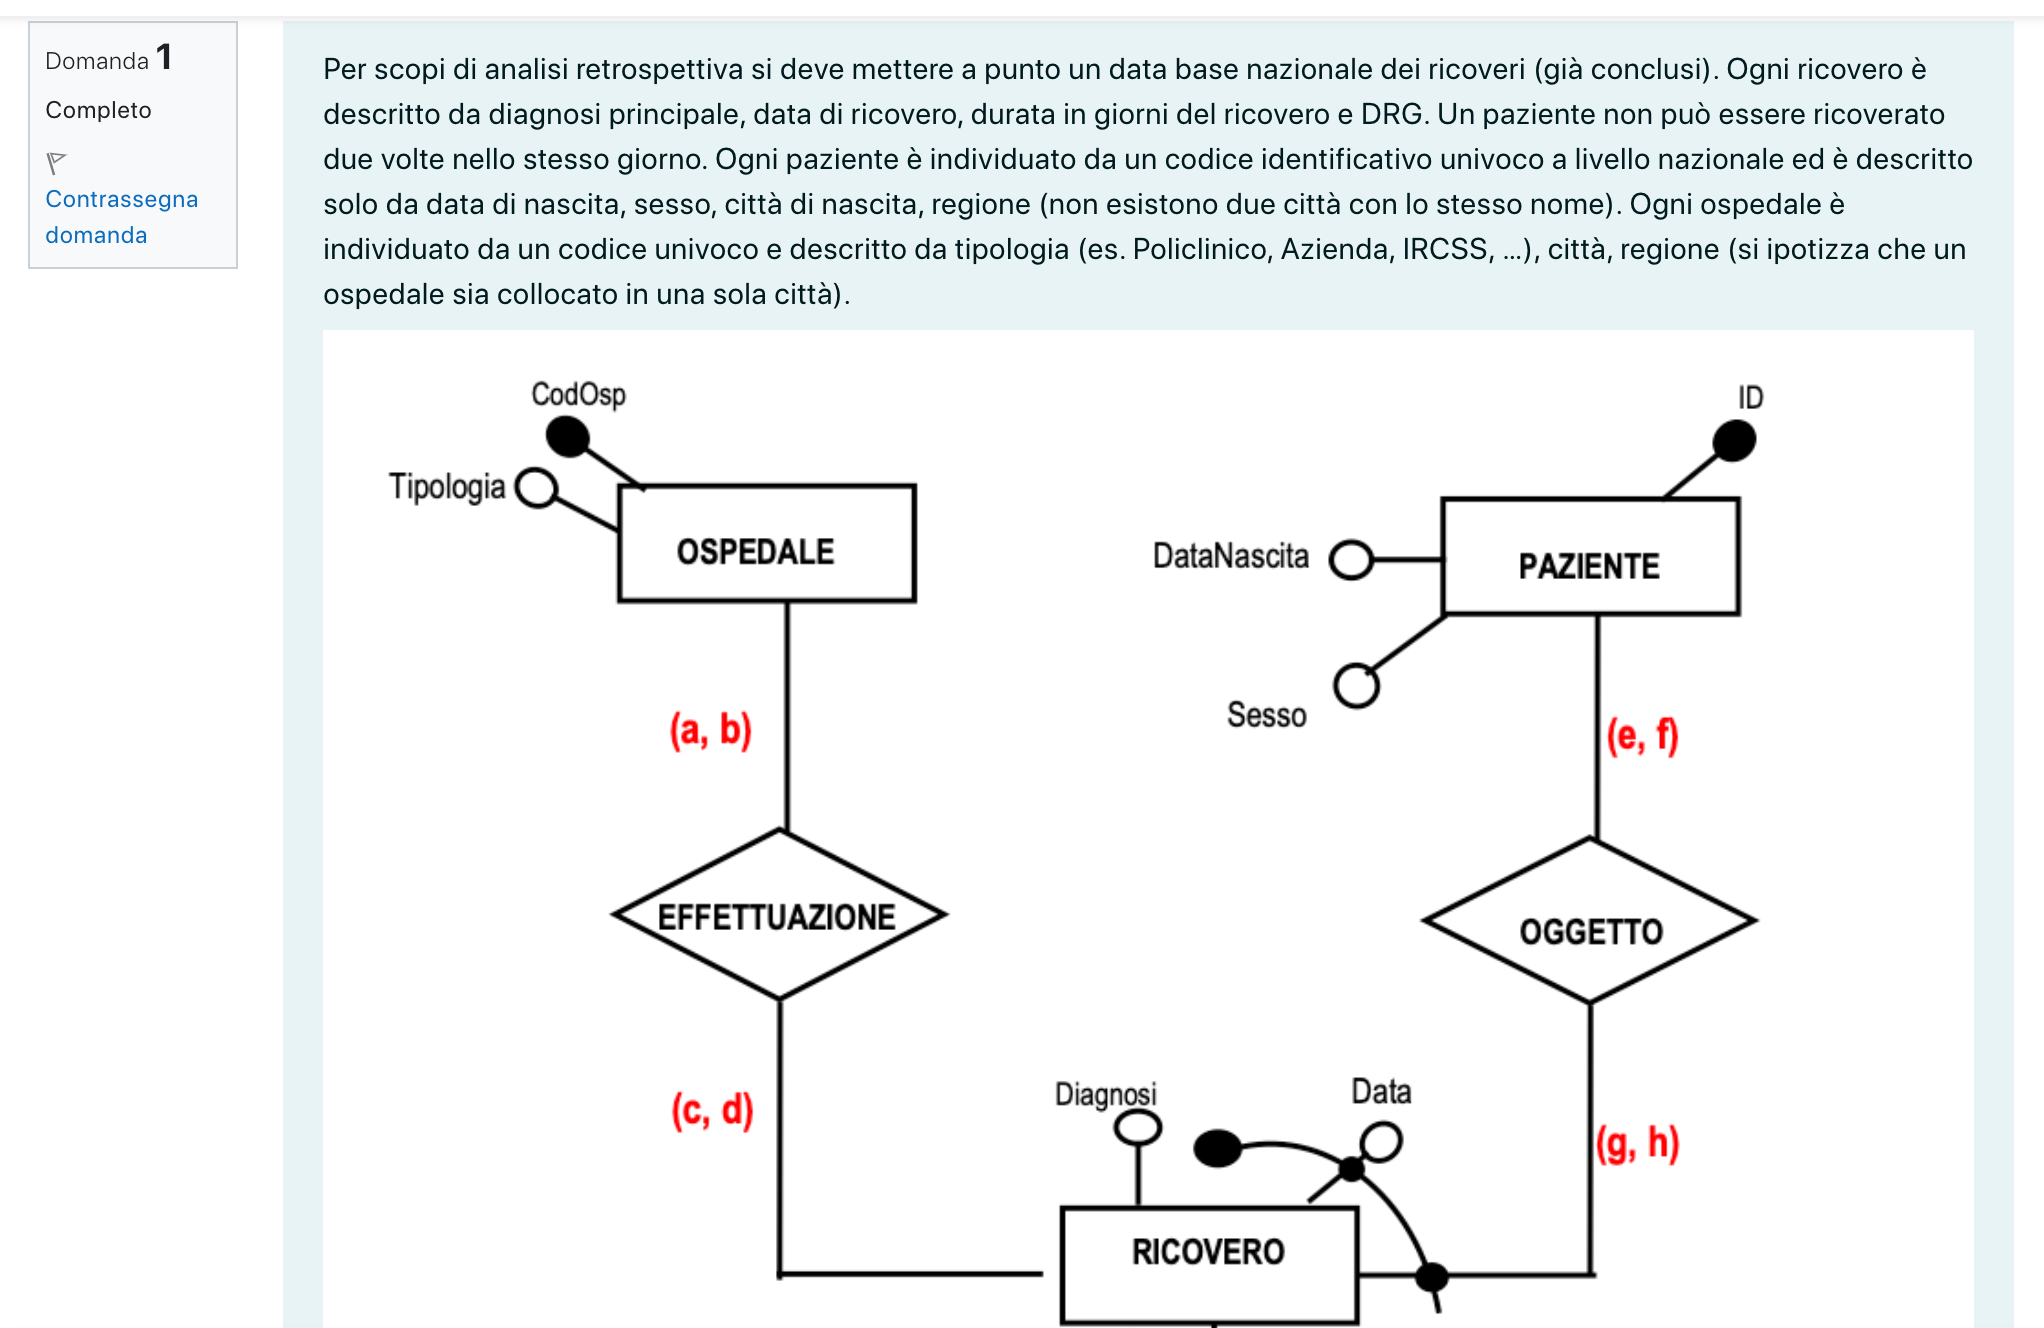 Domanda 1
Completo
Contrassegna
domanda
Per scopi di analisi retrospettiva si deve mettere a punto un data base nazionale dei ricoveri (già conclusi). Ogni ricovero è
descritto da diagnosi principale, data di ricovero, durata in giorni del ricovero e DRG. Un paziente non può essere ricoverato
due volte nello stesso giorno. Ogni paziente è individuato da un codice identificativo univoco a livello nazionale ed è descritto
solo da data di nascita, sesso, città di nascita, regione (non esistono due città con lo stesso nome). Ogni ospedale è
individuato da un codice univoco e descritto da tipologia (es. Policlinico, Azienda, IRCSS, ...), città, regione (si ipotizza che un
ospedale sia collocato in una sola città).
CodOsp
ID
Tipologia
OSPEDALE
DataNascita
PAZIENTE
Sesso
(a, b)
(e, f)
EFFETTUAZIONE
OGGETTO
Diagnosi
Data
(c, d)
(g, h)
RICOVERO